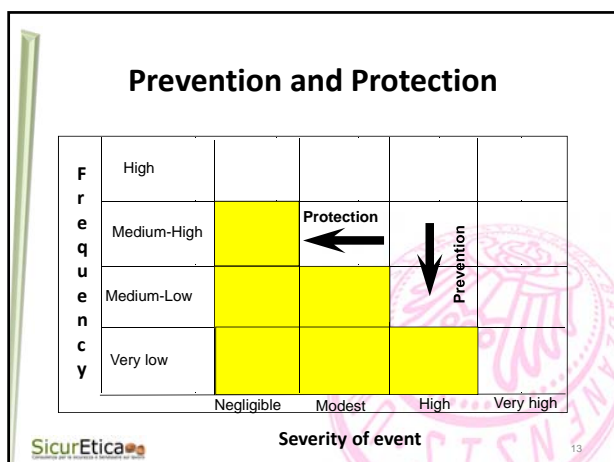 Prevention and Protection
Frequency
High
Medium-High
Medium-Low
Very low
Protection
Prevention
Negligible
Modest
High
Very high
Severity of event
SicurEtica
13